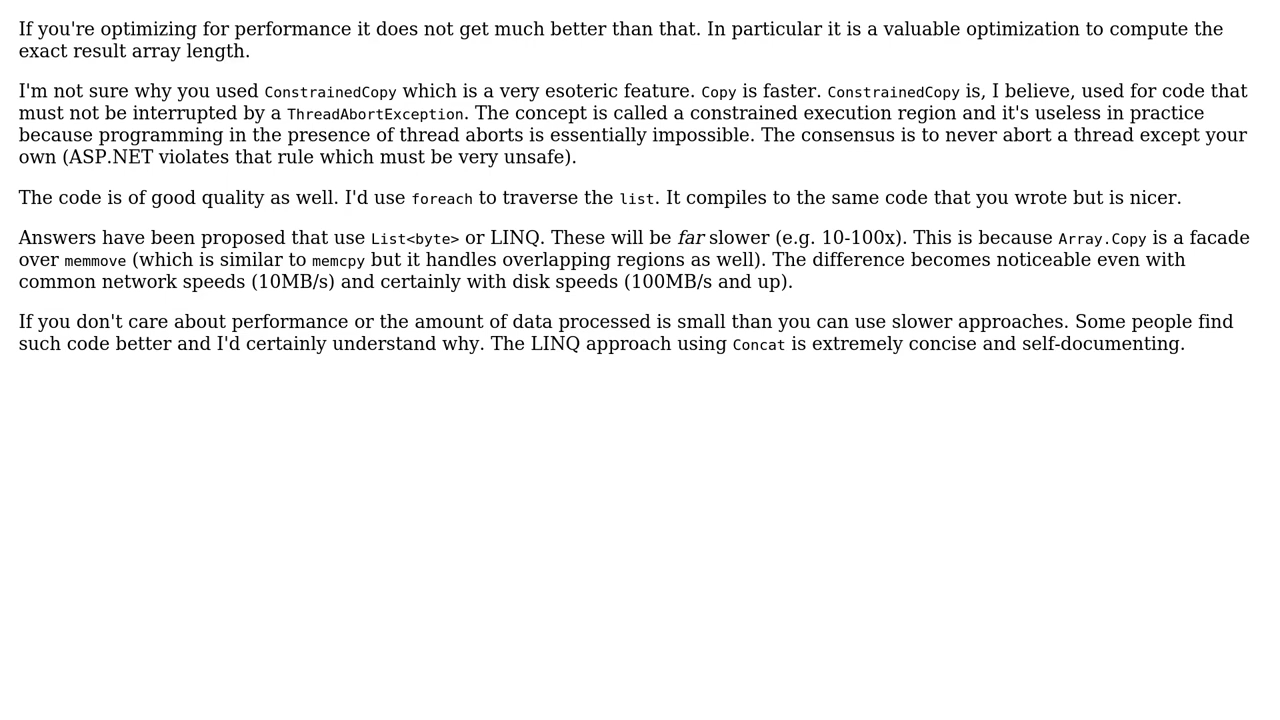 If you're optimizing for performance it does not get much better than that. In particular it is a valuable optimization to compute the
exact result array length.
I'm not sure why you used ConstrainedCopy which is a very esoteric feature. Copy is faster. ConstrainedCopy is, I believe, used for code that
must not be interrupted by a ThreadAbortException. The concept is called a constrained execution region and it's useless in practice
because programming in the presence of thread aborts is essentially impossible. The consensus is to never abort a thread except your
own (ASP.NET violates that rule which must be very unsafe).
The code is of good quality as well. I'd use foreach to traverse the list. It compiles to the same code that you wrote but is nicer.
Answers have been proposed that use List<byte> or LINQ. These will be far slower (e.g. 10-100x). This is because Array.Copy is a facade
over memmove (which is similar to memcpy but it handles overlapping regions as well). The difference becomes noticeable even with
common network speeds (10MB/s) and certainly with disk speeds (100MB/s and up).
If you don't care about performance or the amount of data processed is small than you can use slower approaches. Some people find
such code better and I'd certainly understand why. The LINQ approach using Concat is extremely concise and self-documenting.